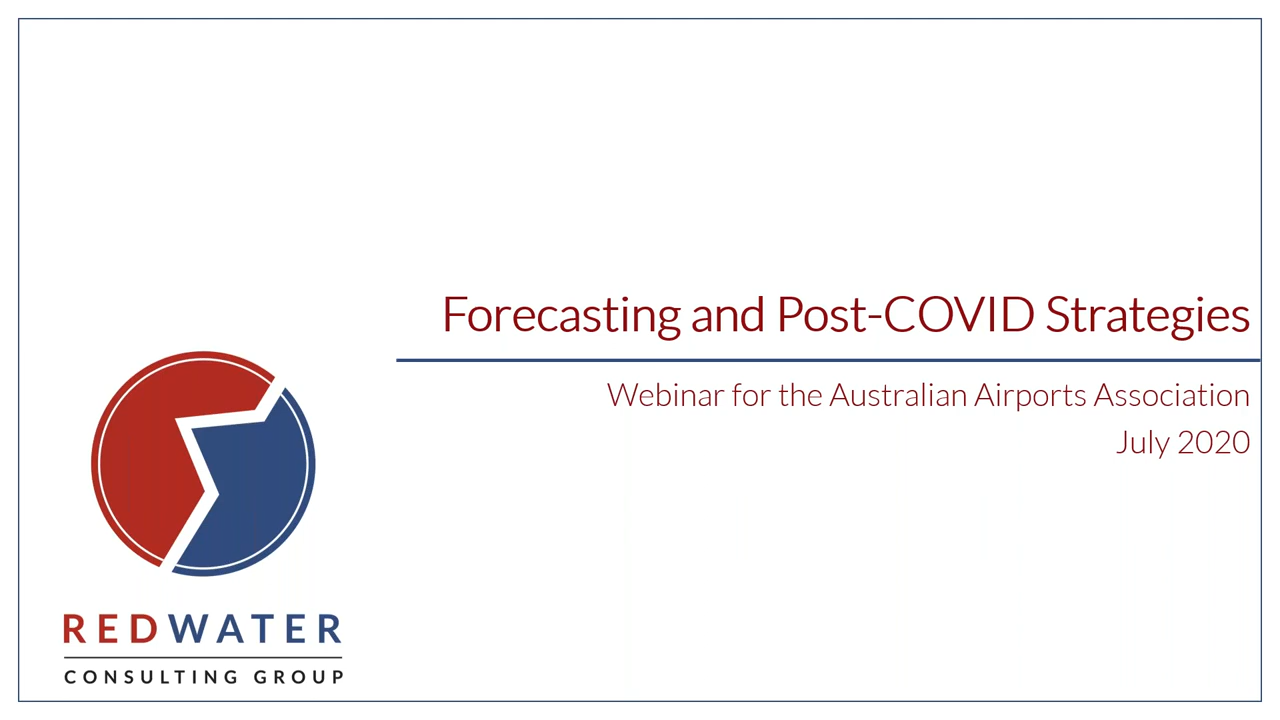 Forecasting and Post-COVID Strategies
Webinar for the Australian Airports Association
July 2020
REDWATER
CONSULTING GROUP